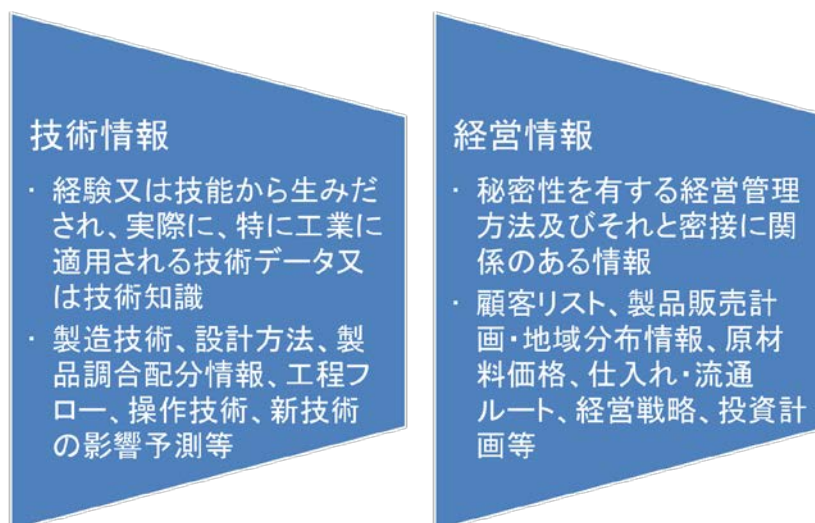 技術情報
・ 経験又は技能から生みだ
され、実際に、特に工業に
適用される技術データ又
は技術知識
・ 製造技術、設計方法、製
品調合配分情報、工程フ
ロー、操作技術、新技術
の影響予測等
経営情報
・ 秘密性を有する経営管理
方法及びそれと密接に関
係のある情報
・ 顧客リスト、製品販売計
画・地域分布情報、原材
料価格、仕入れ・流通
ルート、経営戦略、投資計
画等